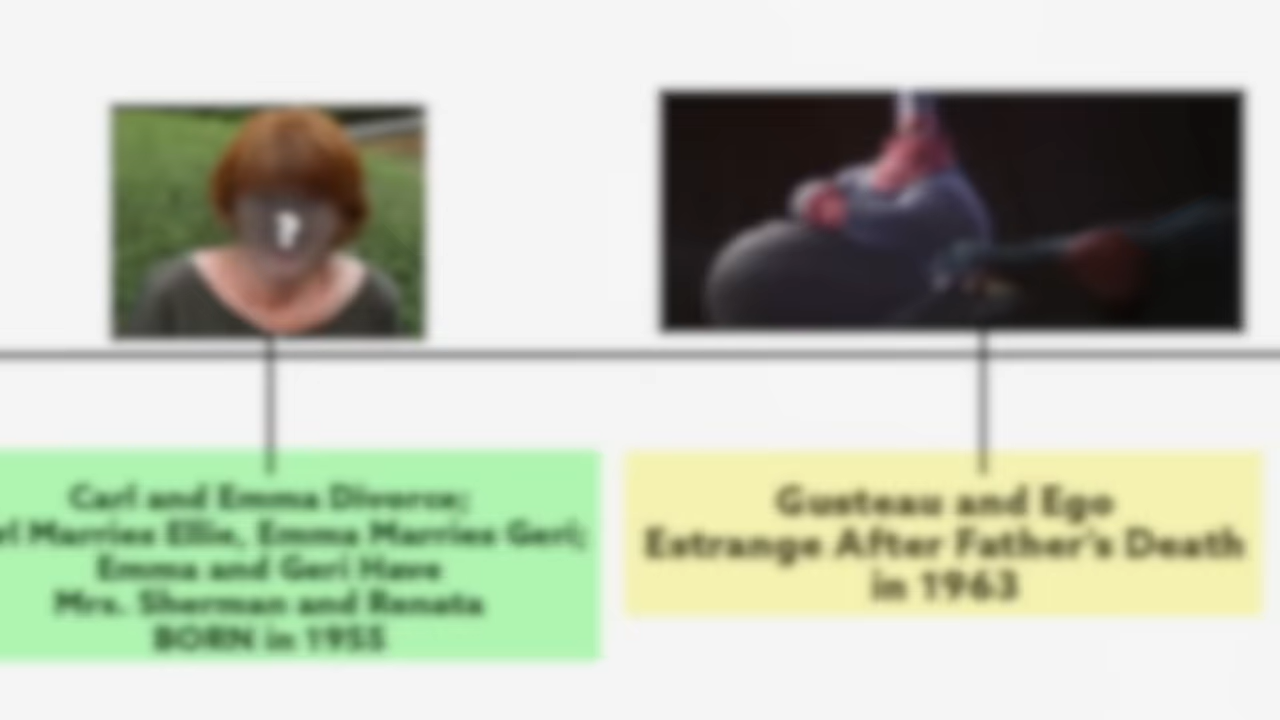 ?
Carl and Emma Divorce;
rl Marries Ellie, Emma Marries Geri;
Emma and Geri Have
Mrs. Sherman and Renata
BORN in 1955
Gusteau and Ego
Estrange After Father's Death
in 1963